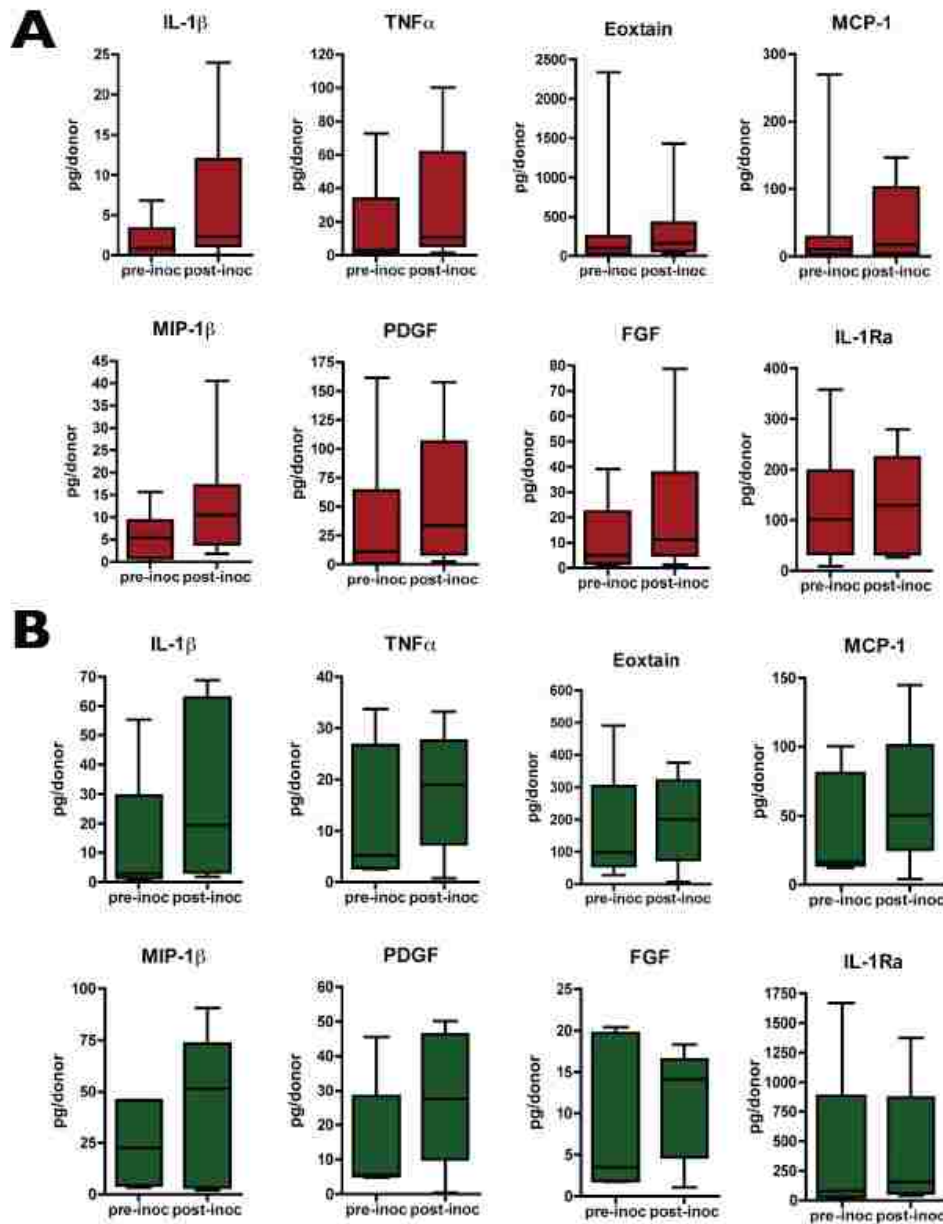 A
IL-1β TNFα Eoxtain MCP-1
25 20 15 10 5 0 pg/donor pre-inoc post-inoc
120 100 80 60 40 20 0 pg/donor pre-inoc post-inoc
2500 2000 1500 1000 500 0 pg/donor pre-inoc post-inoc
300 200 100 0 pg/donor pre-inoc post-inoc
MIP-1β PDGF FGF IL-1Ra
45 40 35 30 25 20 15 10 5 0 pg/donor pre-inoc post-inoc
175 150 125 100 75 50 25 0 pg/donor pre-inoc post-inoc
80 70 60 50 40 30 20 10 0 pg/donor pre-inoc post-inoc
400 300 200 100 0 pg/donor pre-inoc post-inoc
B
IL-1β TNFα Eoxtain MCP-1
70 60 50 40 30 20 10 0 pg/donor pre-inoc post-inoc
40 30 20 10 0 pg/donor pre-inoc post-inoc
600 500 400 300 200 100 0 pg/donor pre-inoc post-inoc
150 100 50 0 pg/donor pre-inoc post-inoc
MIP-1β PDGF FGF IL-1Ra
100 75 50 25 0 pg/donor pre-inoc post-inoc
60 50 40 30 20 10 0 pg/donor pre-inoc post-inoc
25 20 15 10 5 0 pg/donor pre-inoc post-inoc
1750 1500 1250 1000 750 500 250 0 pg/donor pre-inoc post-inoc